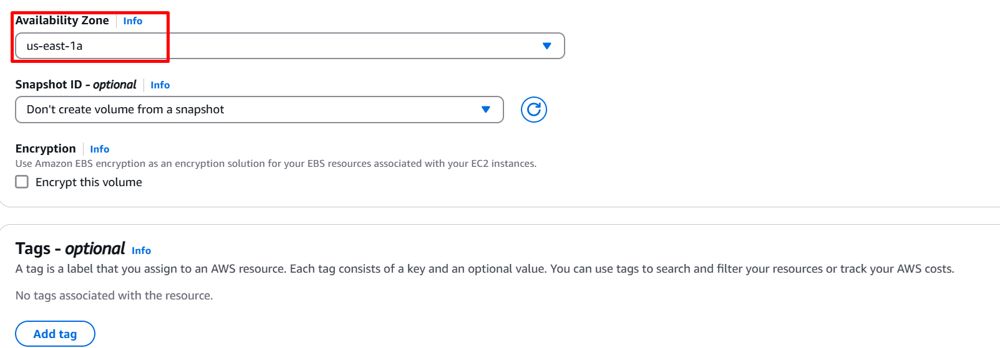 Availability Zone Info
us-east-1a
Snapshot ID - optional Info
Don't create volume from a snapshot
Encryption Info
Use Amazon EBS encryption as an encryption solution for your EBS resources associated with your EC2 instances.
Encrypt this volume
Tags - optional Info
A tag is a label that you assign to an AWS resource. Each tag consists of a key and an optional value. You can use tags to search and filter your resources or track your AWS costs.
No tags associated with the resource.
Add tag